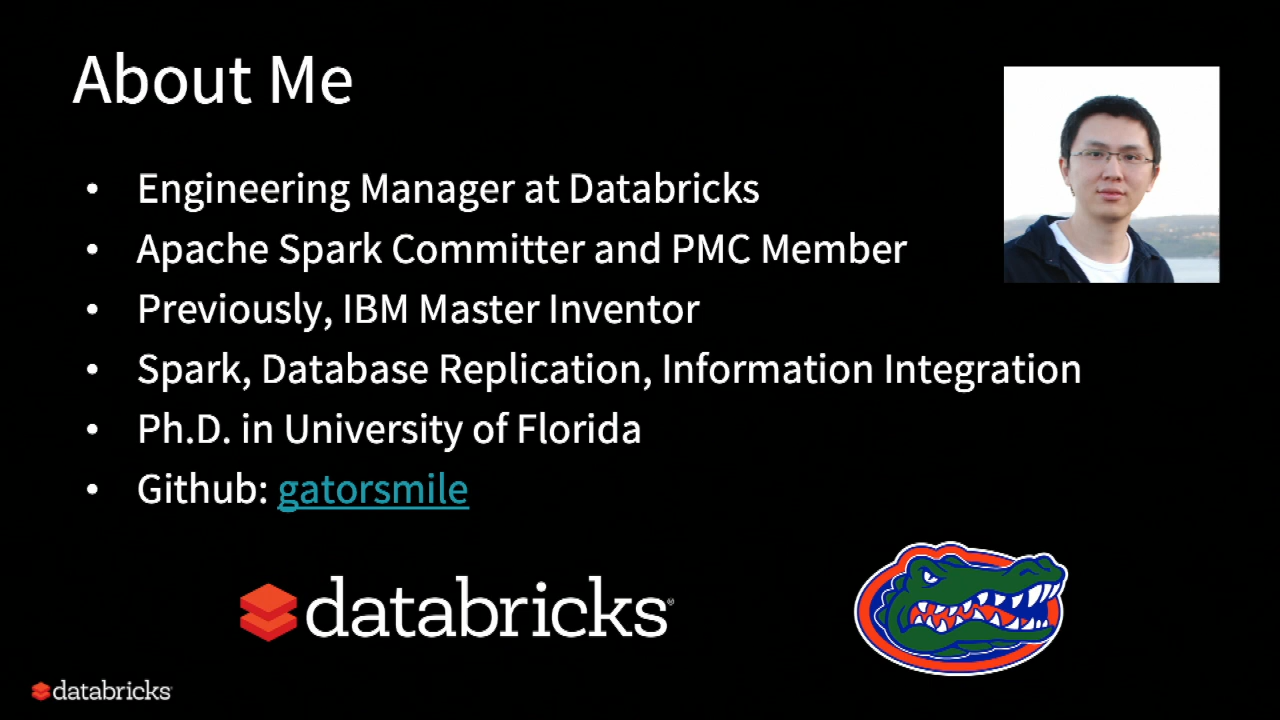 About Me
• Engineering Manager at Databricks
• Apache Spark Committer and PMC Member
• Previously, IBM Master Inventor
• Spark, Database Replication, Information Integration
• Ph.D. in University of Florida
• Github: gatorsmile
databricks®
databricks